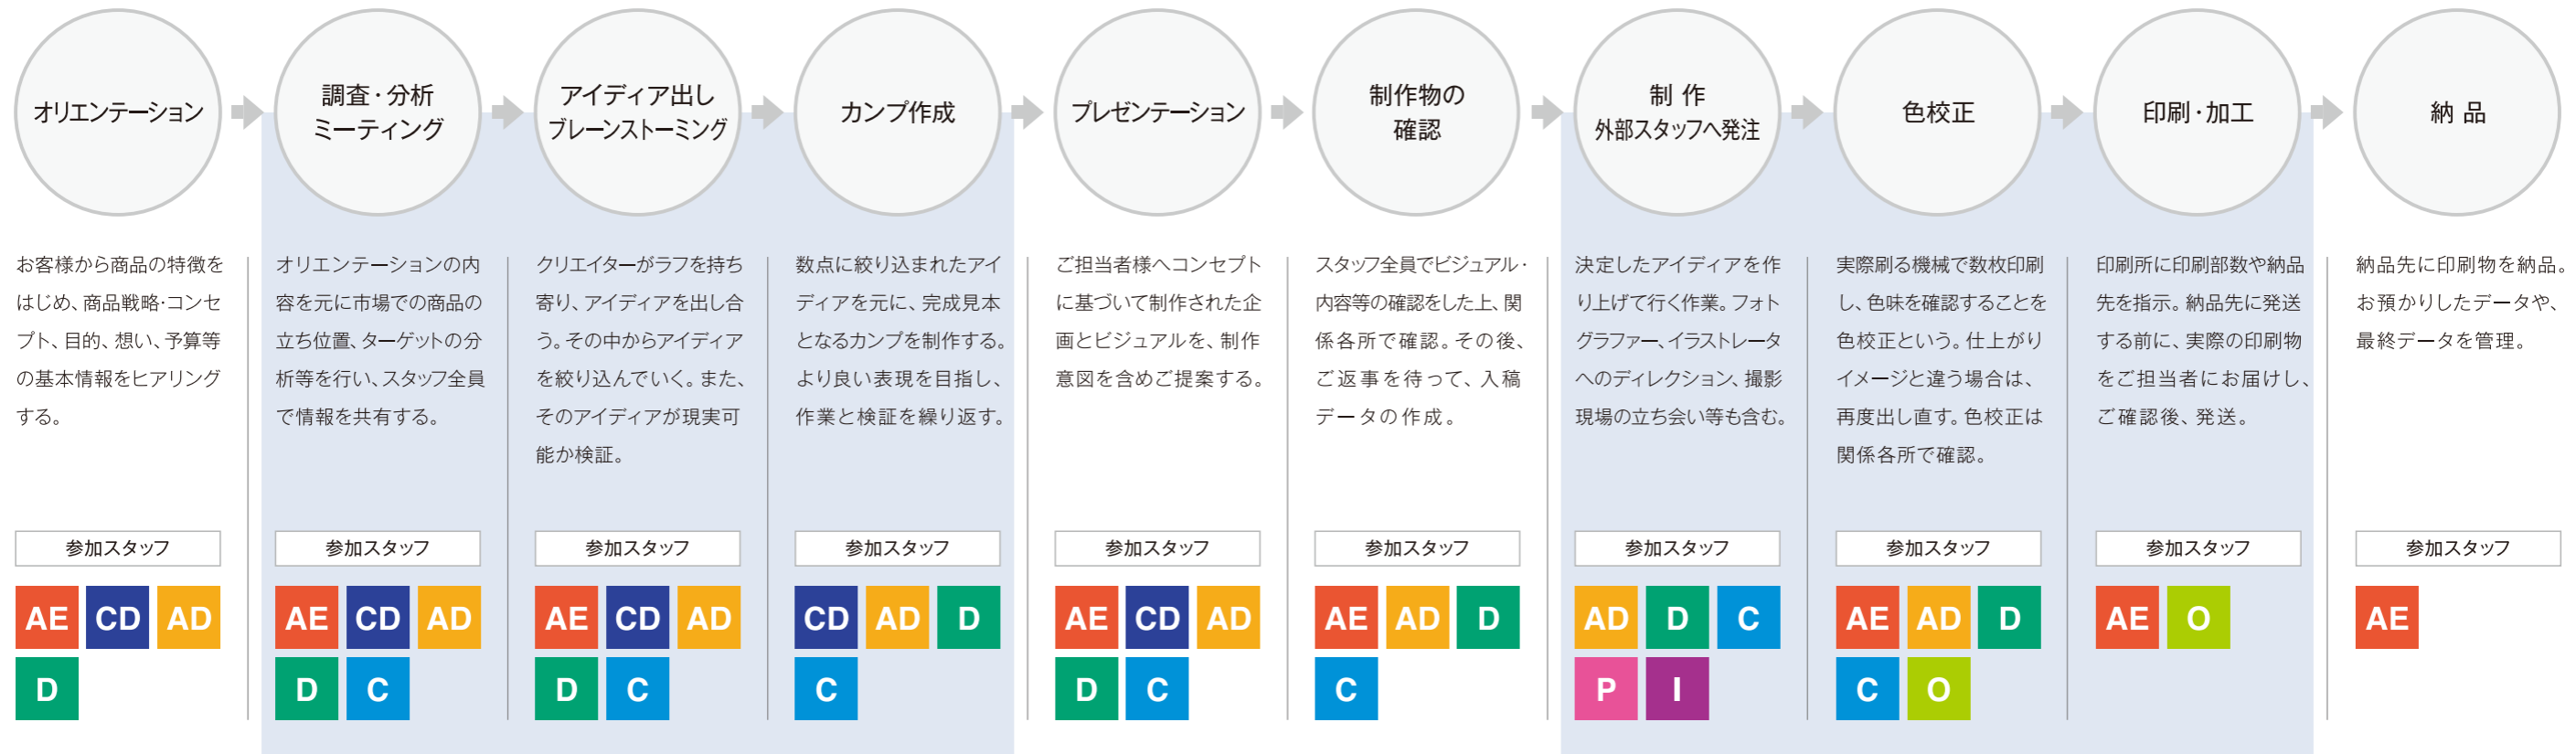 オリエンテーション
お客様から商品の特徴を
はじめ、商品戦略・コンセ
プト、目的、想い、予算等
の基本情報をヒアリング
する。
参加スタッフ
AE CD AD
D
調査・分析
ミーティング
オリエンテーションの内
容を元に市場での商品の
立ち位置、ターゲットの分
析等を行い、スタッフ全員
で情報を共有する。
参加スタッフ
AE CD AD
D C
アイディア出し
ブレーンストーミング
クリエイターがラフを持ち
寄り、アイディアを出し合
う。その中からアイディア
を絞り込んでいく。また、
そのアイディアが現実可
能か検証。
参加スタッフ
AE CD AD
D C
カンプ作成
数点に絞り込まれたアイ
ディアを元に、完成見本
となるカンプを制作する。
より良い表現を目指し、
作業と検証を繰り返す。
参加スタッフ
CD AD D
C
プレゼンテーション
ご担当者様へコンセプト
に基づいて制作された企
画とビジュアルを、制作
意図を含めご提案する。
参加スタッフ
AE CD AD
D C
制作物の
確認
スタッフ全員でビジュアル・
内容等の確認をした上、関
係各所で確認。その後、
ご返事を待って、入稿
データの作成。
参加スタッフ
AE AD D
C
制 作
外部スタッフへ発注
決定したアイディアを作
り上げて行く作業。フォト
グラファー、イラストレータ
へのディレクション、撮影
現場の立ち会い等も含む。
参加スタッフ
AD D C
P I
色校正
実際刷る機械で数枚印刷
し、色味を確認することを
色校正という。仕上がり
イメージと違う場合は、
再度出し直す。色校正は
関係各所で確認。
参加スタッフ
AE AD D
C O
印刷・加工
印刷所に印刷部数や納品
先を指示。納品先に発送
する前に、実際の印刷物
をご担当者にお届けし、
ご確認後、発送。
参加スタッフ
AE O
納 品
納品先に印刷物を納品。
お預かりしたデータや、
最終データを管理。
参加スタッフ
AE